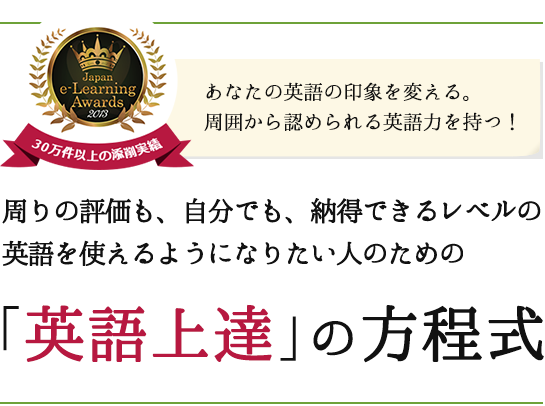 Japan
e-Learning
Awards
2013
30万件以上の添削実績
あなたの英語の印象を変える。
周囲から認められる英語力を持つ！
周りの評価も、自分でも、納得できるレベルの
英語を使えるようになりたい人のための
「英語上達」の方程式